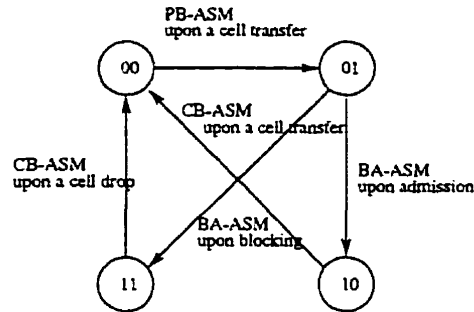 PB-ASM
upon a cell transfer
00
01
CB-ASM
upon a cell transfer
CB-ASM
upon a cell drop
BA-ASM
upon admission
BA-ASM
upon blocking
11
10